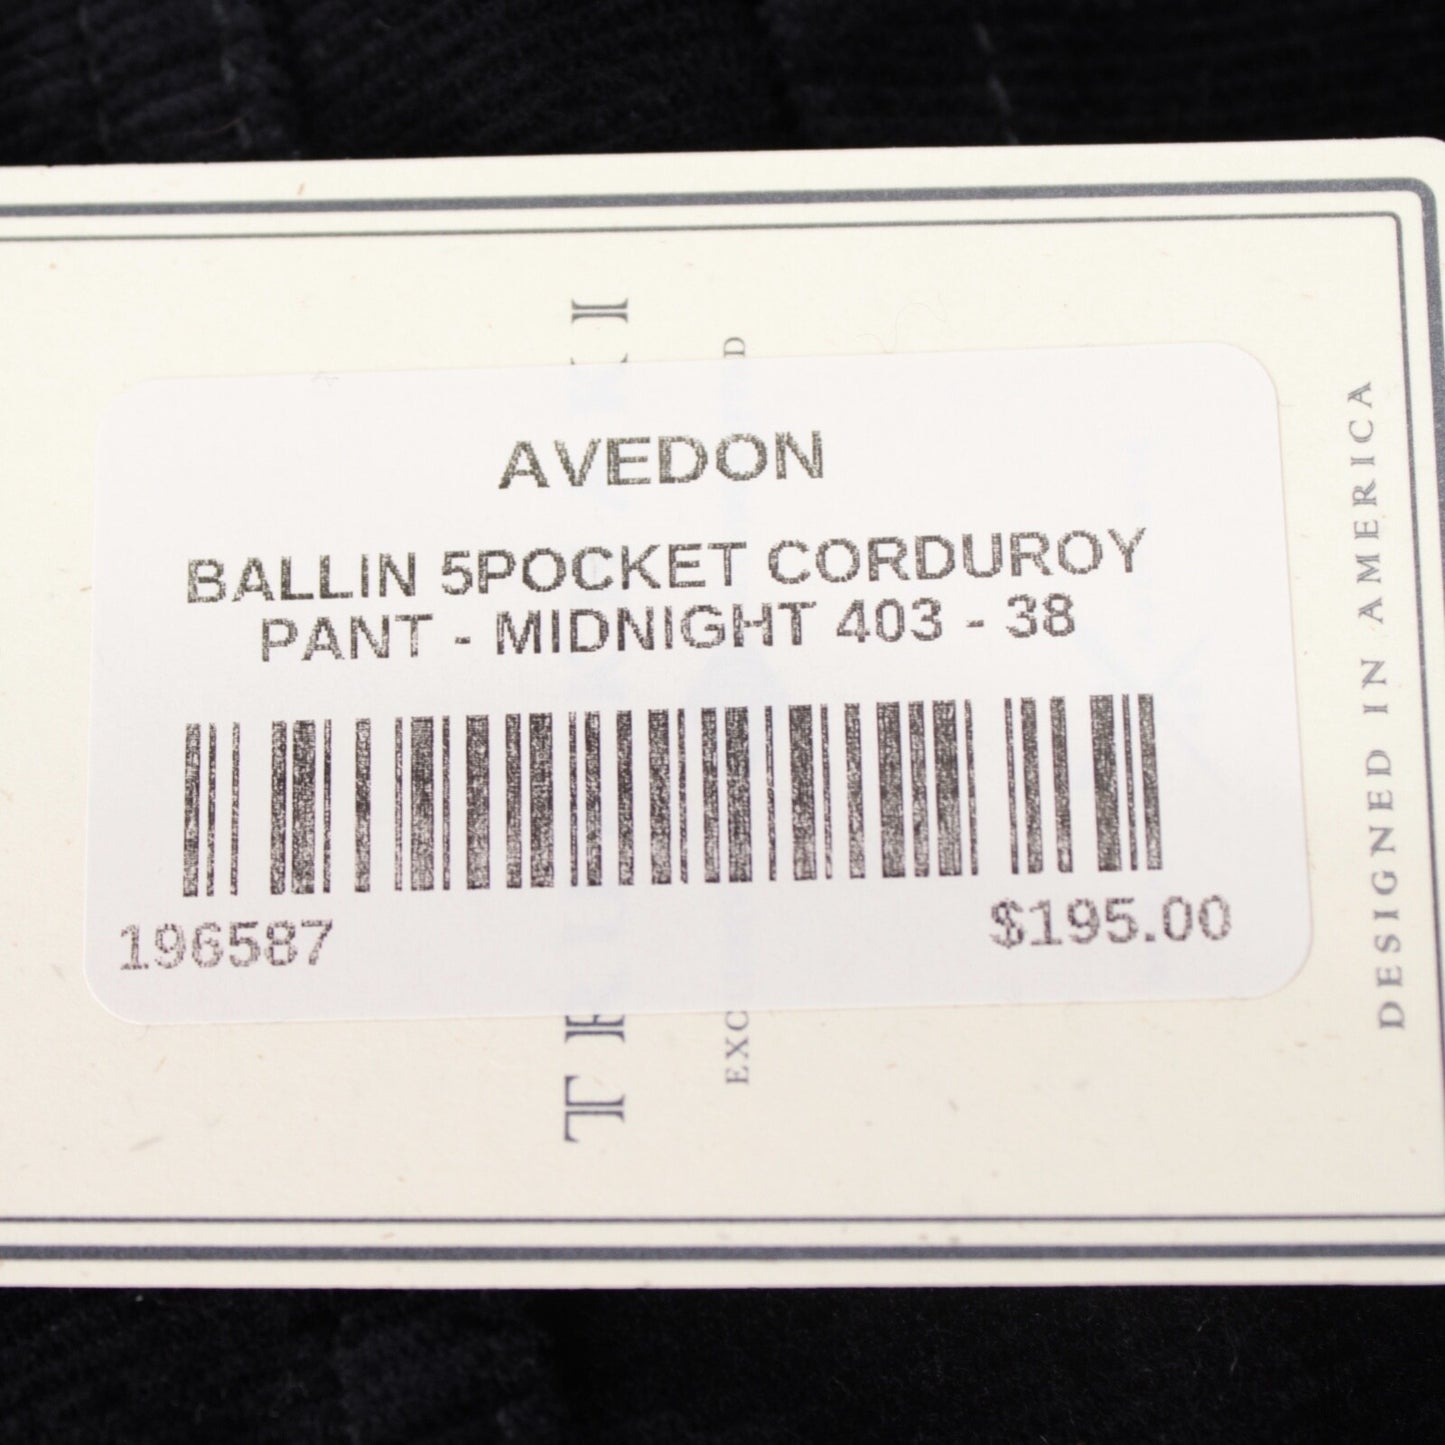 AVEDON
BALLIN 5POCKET CORDUROY
PANT - MIDNIGHT 403 - 38
196587
$195.00
DESIGNED IN AMERICA